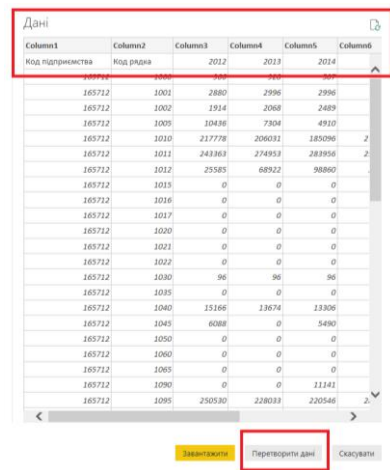 Дані
Column1 Column2 Column3 Column4 Column5 Column6
Код підприємства Код рядка 2012 2013 2014
165712 1001 2880 2996 2996
165712 1002 1914 2068 2489
165712 1005 10436 7304 4910
165712 1010 217778 206031 185096 2
165712 1011 243363 274953 283956 2
165712 1012 25585 68922 98860
165712 1015 0 0 0
165712 1016 0 0 0
165712 1017 0 0 0
165712 1020 0 0 0
165712 1021 0 0 0
165712 1022 0 0 0
165712 1030 96 96 96
165712 1035 0 0 0
165712 1040 15166 13674 13306
165712 1045 6088 0 5490
165712 1050 0 0 0
165712 1060 0 0 0
165712 1065 0 0 0
165712 1090 0 0 11141
165712 1095 250530 228033 220546 2
Завантажити Перетворити дані Скасувати